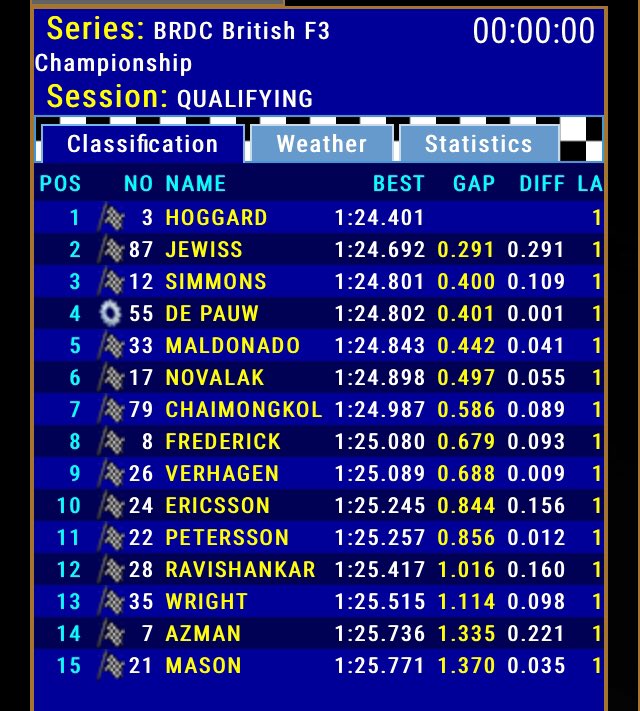 Series: BRDC British F3 00:00:00
Championship
Session: QUALIFYING
Classification Weather Statistics
POS NO NAME BEST GAP DIFF LA
1 3 HOGGARD 1:24.401 1
2 87 JEWISS 1:24.692 0.291 0.291 1
3 12 SIMMONS 1:24.801 0.400 0.109 1
4 55 DE PAUW 1:24.802 0.401 0.001 1
5 33 MALDONADO 1:24.843 0.442 0.041 1
6 17 NOVALAK 1:24.898 0.497 0.055 1
7 79 CHAIMONGKOL 1:24.987 0.586 0.089 1
8 8 FREDERICK 1:25.080 0.679 0.093 1
9 26 VERHAGEN 1:25.089 0.688 0.009 1
10 24 ERICSSON 1:25.245 0.844 0.156 1
11 22 PETERSSON 1:25.257 0.856 0.012 1
12 28 RAVISHANKAR 1:25.417 1.016 0.160 1
13 35 WRIGHT 1:25.515 1.114 0.098 1
14 7 AZMAN 1:25.736 1.335 0.221 1
15 21 MASON 1:25.771 1.370 0.035 1